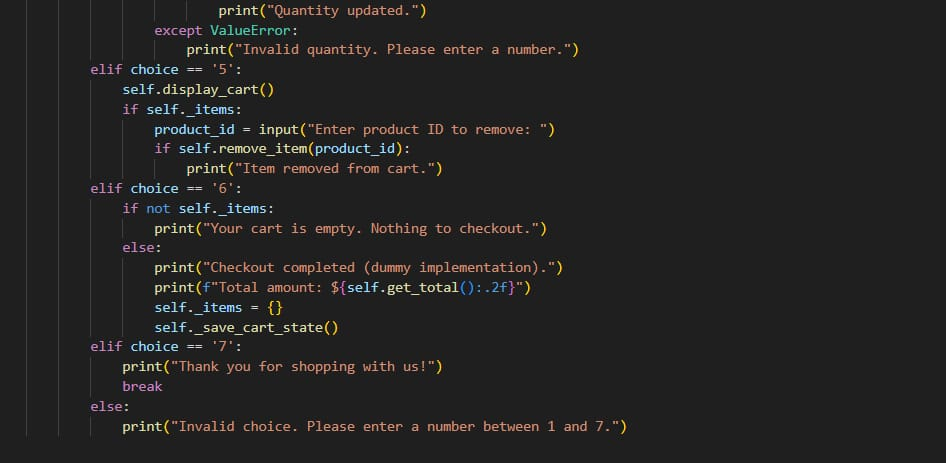 print("Quantity updated.")
except ValueError:
print("Invalid quantity. Please enter a number.")
elif choice == '5':
self.display_cart()
if self._items:
product_id = input("Enter product ID to remove: ")
if self.remove_item(product_id):
print("Item removed from cart.")
elif choice == '6':
if not self._items:
print("Your cart is empty. Nothing to checkout.")
else:
print("Checkout completed (dummy implementation).")
print(f"Total amount: ${self.get_total():.2f}")
self._items = {}
self._save_cart_state()
elif choice == '7':
print("Thank you for shopping with us!")
break
else:
print("Invalid choice. Please enter a number between 1 and 7.")